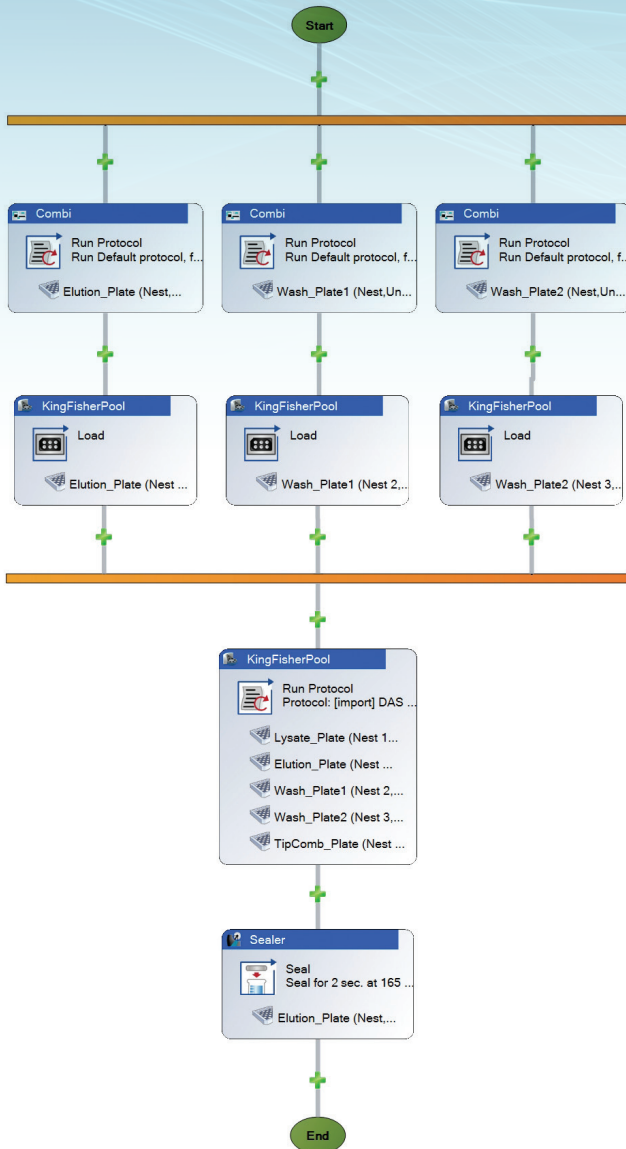 Start
Combi
Run Protocol
Run Default protocol, f...
Elution_Plate (Nest,...
Combi
Run Protocol
Run Default protocol, f...
Wash_Plate1 (Nest,Un...
Combi
Run Protocol
Run Default protocol, f...
Wash_Plate2 (Nest,Un...
KingFisherPool
Load
Elution_Plate (Nest ...
KingFisherPool
Load
Wash_Plate1 (Nest 2,...
KingFisherPool
Load
Wash_Plate2 (Nest 3,...
KingFisherPool
Run Protocol
Protocol: [import] DAS ...
Lysate_Plate (Nest 1...
Elution_Plate (Nest ...
Wash_Plate1 (Nest 2,...
Wash_Plate2 (Nest 3,...
TipComb_Plate (Nest ...
Sealer
Seal
Seal for 2 sec. at 165 ...
Elution_Plate (Nest,...
End